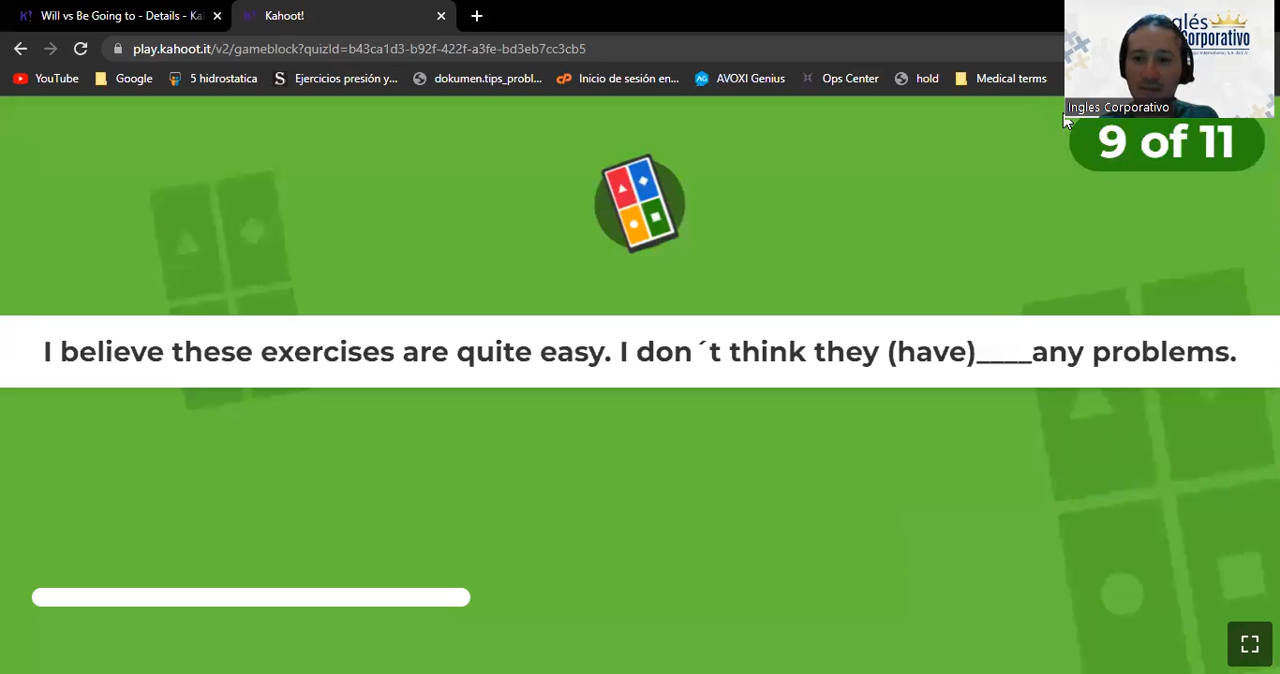 Will vs Be Going to - Details - Ka
Kahoot!
play.kahoot.it/v2/gameblock?quizId=b43ca1d3-b92f-422f-a3fe-bd3eb7cc3cb5
YouTube
Google
5 hidrostatica
Ejercicios presión y...
dokumen.tips_probl...
Inicio de sesión en...
AVOXI Genius
Ops Center
hold
Medical terms
glés
Corporativo
Ingles Corporativo
9 of 11
I believe these exercises are quite easy. I don´t think they (have)____any problems.